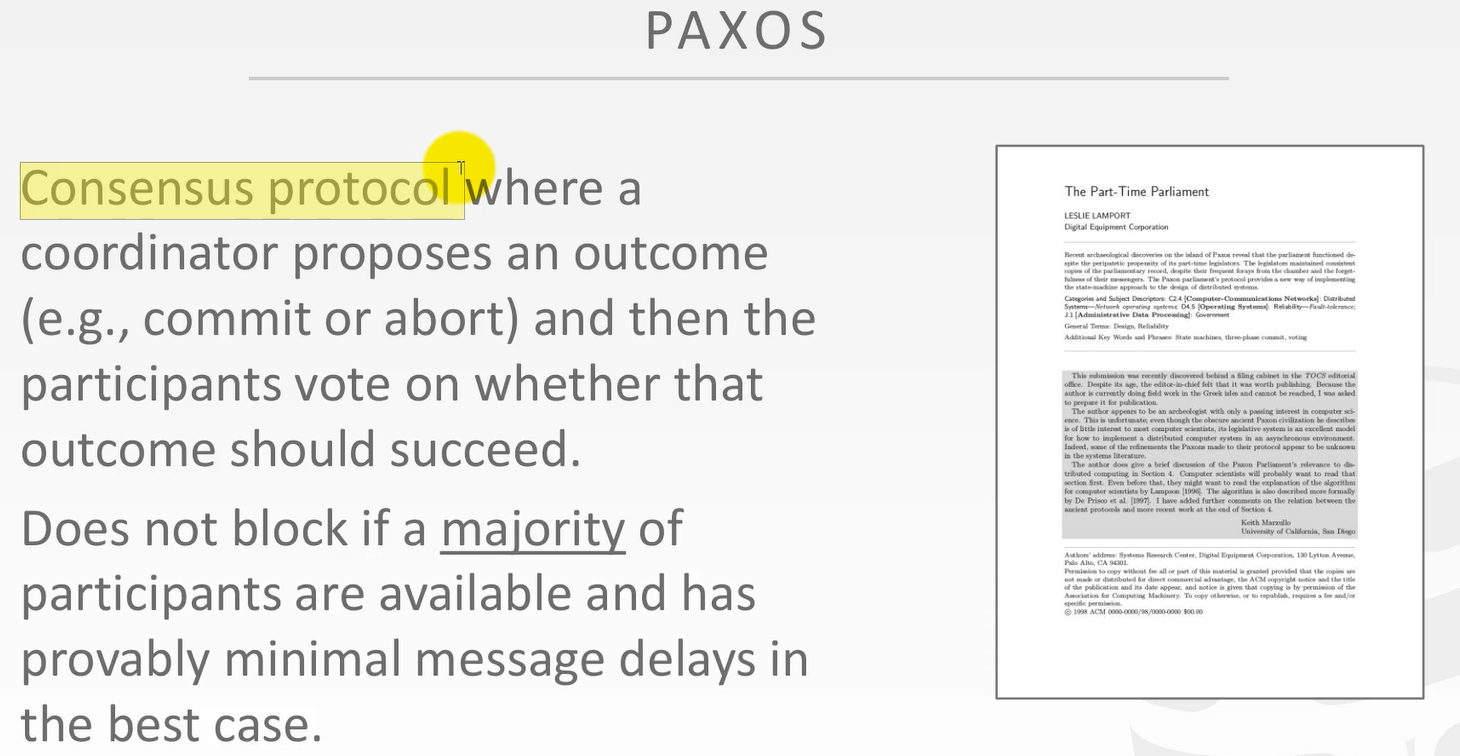 PAXOS
Consensus protocol where a
coordinator proposes an outcome
(e.g., commit or abort) and then the
participants vote on whether that
outcome should succeed.
Does not block if a majority of
participants are available and has
provably minimal message delays in
the best case.
The Part-Time Parliament
LESLIE LAMPORT
Digital Equipment Corporation
Recent archaeological discoveries on the island of Paxos reveal that the parliament functioned de-
spite the peripatetic propensity of its part-time legislators. The legislators maintained consistent
copies of the parliamentary record, despite their frequent forays from the chamber and the forget-
fulness of their messengers. The Paxon parliament's protocol provides a new way of implementing
the state-machine approach to the design of distributed systems.
Categories and Subject Descriptors: C2.4 [Computer-Communications Networks]: Distributed
Systems—Network operating systems; D4.5 [Operating Systems]: Reliability—Fault-tolerance;
J.1 [Administrative Data Processing]: Government
General Terms: Design, Reliability
Additional Key Words and Phrases: State machines, three-phase commit, voting
This submission was recently discovered behind a filing cabinet in the TOCS editorial
office. Despite its age, the editor-in-chief felt that it was worth publishing. Because the
author is currently doing field work in the Greek isles and cannot be reached, I was asked
to prepare it for publication.
The author appears to be an archeologist with only a passing interest in computer sci-
ence. This is unfortunate; even though the obscure ancient Paxon civilization he describes
is of little interest to most computer scientists, its legislative system is an excellent model
for how to implement a distributed computer system in an asynchronous environment.
Indeed, some of the refinements the Paxons made to their protocol appear to be unknown
in the systems literature.
The author does give a brief discussion of the Paxon Parliament's relevance to dis-
tributed computing in Section 4. Computer scientists will probably want to read that
section first. Even before that, they might want to read the explanation of the algorithm
for computer scientists by Lampson [1996]. The algorithm is also described more formally
by De Prisco et al. [1997]. I have added further comments on the relation between the
ancient protocols and more recent work at the end of Section 4.
Keith Marzullo
University of California, San Diego
Authors' address: Systems Research Center, Digital Equipment Corporation, 130 Lytton Avenue,
Palo Alto, CA 94301.
Permission to copy without fee all or part of this material is granted provided that the copies are
not made or distributed for direct commercial advantage, the ACM copyright notice and the title
of the publication and its date appear, and notice is given that copying is by permission of the
Association for Computing Machinery. To copy otherwise, or to republish, requires a fee and/or
specific permission.
© 1998 ACM 0000-0000/98/0000-0000 $00.00